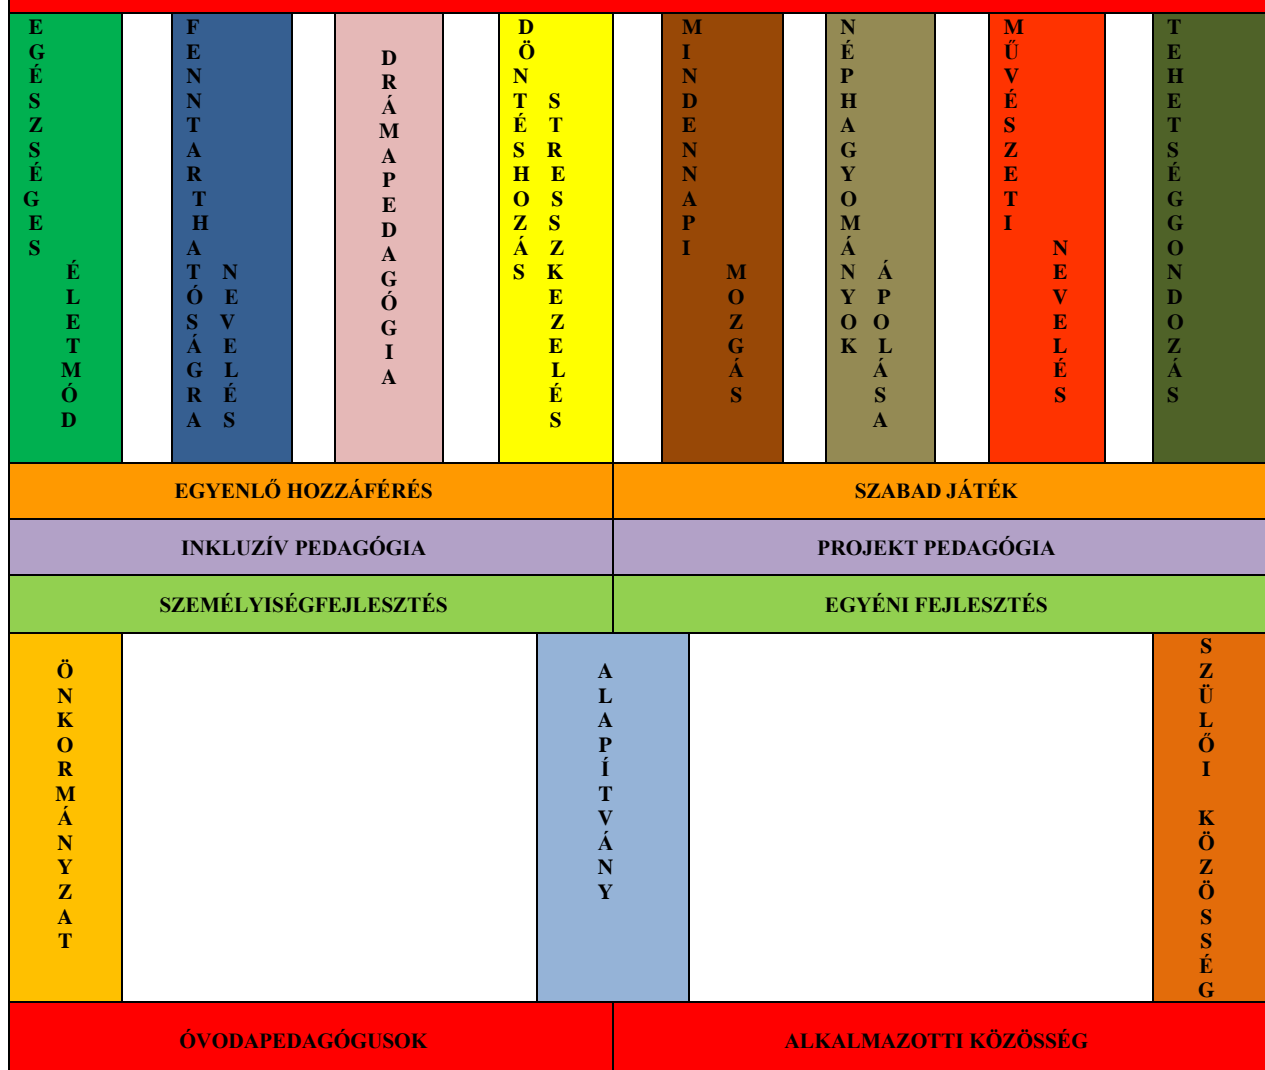 EGÉSZSÉGES
ÉLETMÓD
FENNTARTHATÓSÁGRA
NEVELÉS
DRÁMAPEDAGÓGIA
DÖNTÉSHOZÁS
STRESSZKEZELÉS
MINDENNAPI
MOZGÁS
NÉPHAGYOMÁNYOK
ÁPOLÁSA
MŰVÉSZETI
NEVELÉS
TEHETSÉGGONDOZÁS
EGYENLŐ HOZZÁFÉRÉS
SZABAD JÁTÉK
INKLUZÍV PEDAGÓGIA
PROJEKT PEDAGÓGIA
SZEMÉLYISÉGFEJLESZTÉS
EGYÉNI FEJLESZTÉS
ÖNKORMÁNYZAT
ALAPÍTVÁNY
SZÜLŐI KÖZÖSSÉG
ÓVODAPEDAGÓGUSOK
ALKALMAZOTTI KÖZÖSSÉG